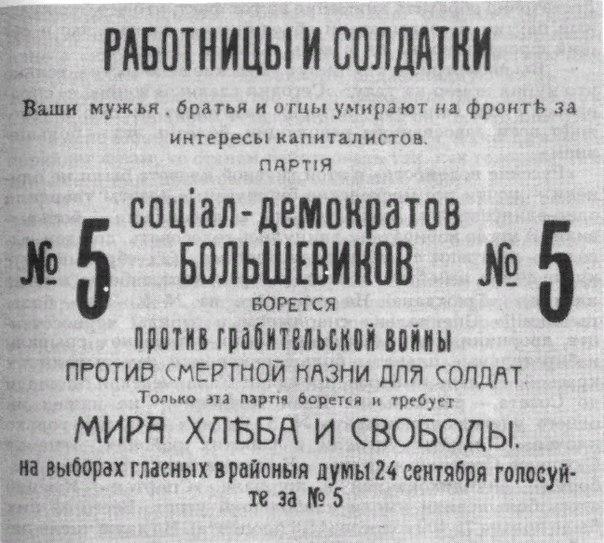 РАБОТНИЦЫ И СОЛДАТКИ
Ваши мужья, братья и отцы умирают на фронтѣ за
интересы капиталистов.
ПАРТІЯ
социіал-демократов
№ 5 БОЛЬШЕВИКОВ № 5
БОРЕТСЯ
против грабительской войны
ПРОТИВ СМЕРТНОЙ КАЗНИ ДЛЯ СОЛДАТ.
Только эта партія борется и требует
МИРА, ХЛѢБА И СВОБОДЫ.
на выборах гласных в районыя думы 24 сентября голосуй-
те за № 5